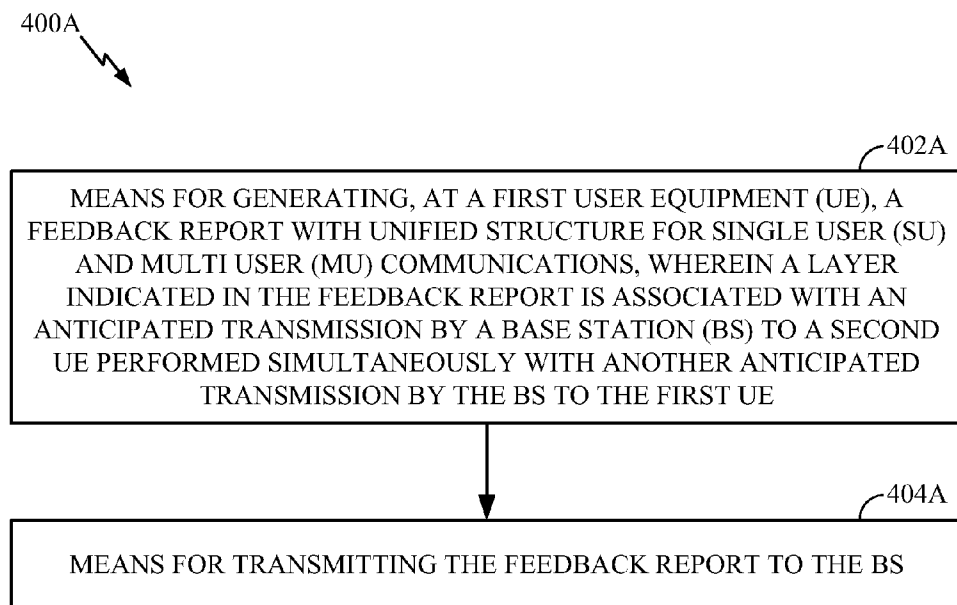 400A
402A
MEANS FOR GENERATING, AT A FIRST USER EQUIPMENT (UE), A
FEEDBACK REPORT WITH UNIFIED STRUCTURE FOR SINGLE USER (SU)
AND MULTI USER (MU) COMMUNICATIONS, WHEREIN A LAYER
INDICATED IN THE FEEDBACK REPORT IS ASSOCIATED WITH AN
ANTICIPATED TRANSMISSION BY A BASE STATION (BS) TO A SECOND
UE PERFORMED SIMULTANEOUSLY WITH ANOTHER ANTICIPATED
TRANSMISSION BY THE BS TO THE FIRST UE
404A
MEANS FOR TRANSMITTING THE FEEDBACK REPORT TO THE BS